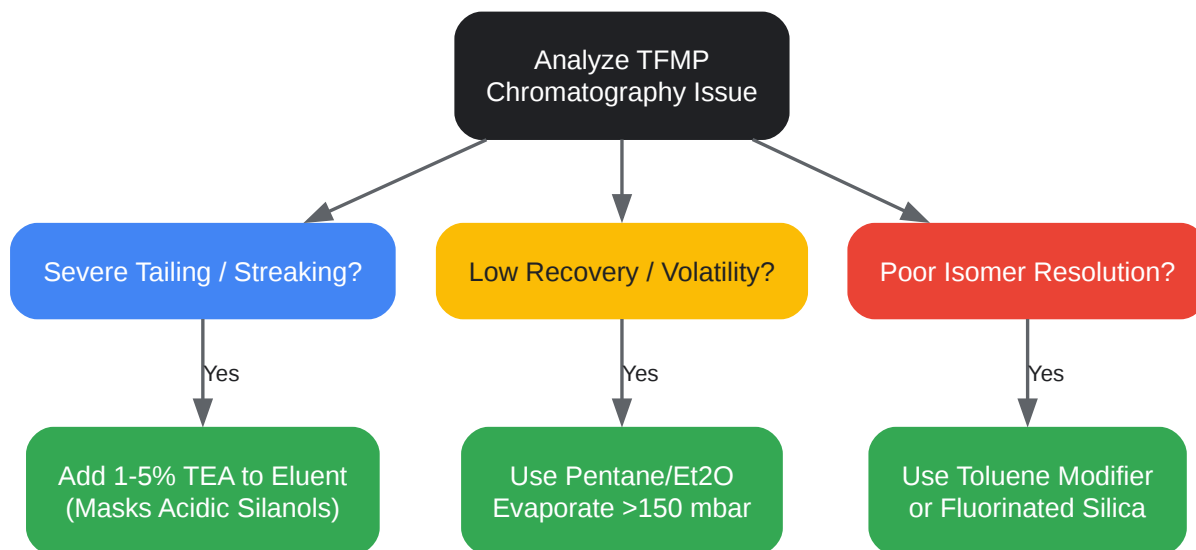 Analyze TFMP
Chromatography Issue
Severe Tailing / Streaking?
Low Recovery / Volatility?
Poor Isomer Resolution?
Yes
Yes
Yes
Add 1-5% TEA to Eluent
(Masks Acidic Silanols)
Use Pentane/Et2O
Evaporate >150 mbar
Use Toluene Modifier
or Fluorinated Silica